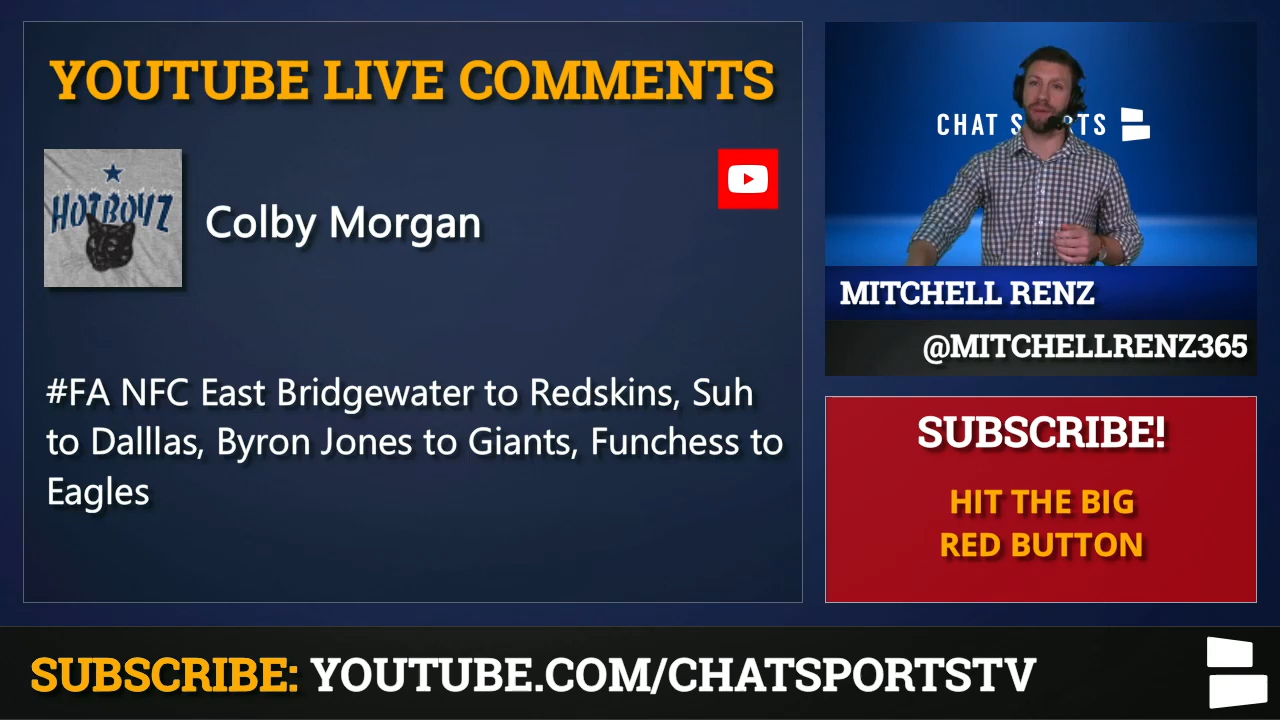 YOUTUBE LIVE COMMENTS
HOTBOYZ
Colby Morgan
#FA NFC East Bridgewater to Redskins, Suh
to Dalllas, Byron Jones to Giants, Funchess to
Eagles
CHAT
MITCHELL RENZ
@MITCHELLRENZ365
SUBSCRIBE!
HIT THE BIG
RED BUTTON
SUBSCRIBE: YOUTUBE.COM/CHATSPORTSTV